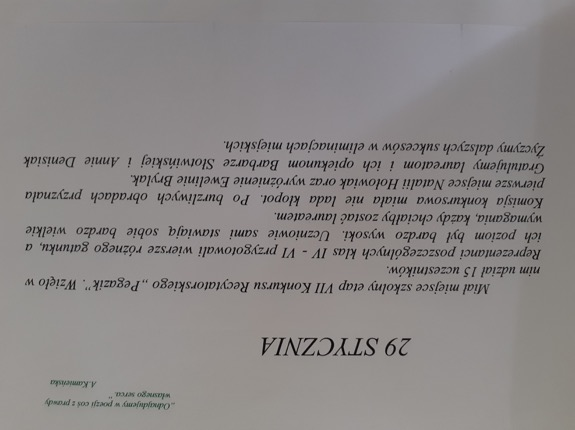 „Odnajdujemy w poezji coś z prawdy
własnego serca.”
A.Kamieńska
29 STYCZNIA
Miał miejsce szkolny etap VII Konkursu Recytatorskiego ,,Pegazik”. Wzięło w
nim udział 15 uczestników.
Reprezentanci poszczególnych klas IV - VI przygotowali wiersze różnego gatunku, a
ich poziom był bardzo wysoki. Uczniowie sami stawiają sobie bardzo wielkie
wymagania, każdy chciałby zostać laureatem.
Komisja konkursowa miała nie lada kłopot. Po burzliwych obradach przyznała
pierwsze miejsce Natalii Hołowiak oraz wyróżnienie Ewelinie Brylak.
Gratulujemy laureatom i ich opiekunom Barbarze Słotwińskiej i Annie Denisiak
Życzymy dalszych sukcesów w eliminacjach miejskich.